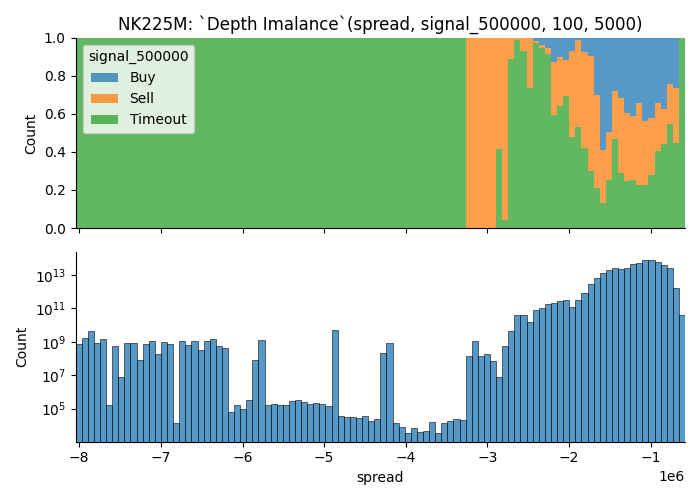 NK225M: `Depth Imalance`(spread, signal_500000, 100, 5000)
1.0
0.8
0.6
0.4
0.2
0.0
Count
signal_500000
Buy
Sell
Timeout
10^13
10^11
10^9
10^7
10^5
Count
−8 −7 −6 −5 −4 −3 −2 −1
1e6
spread